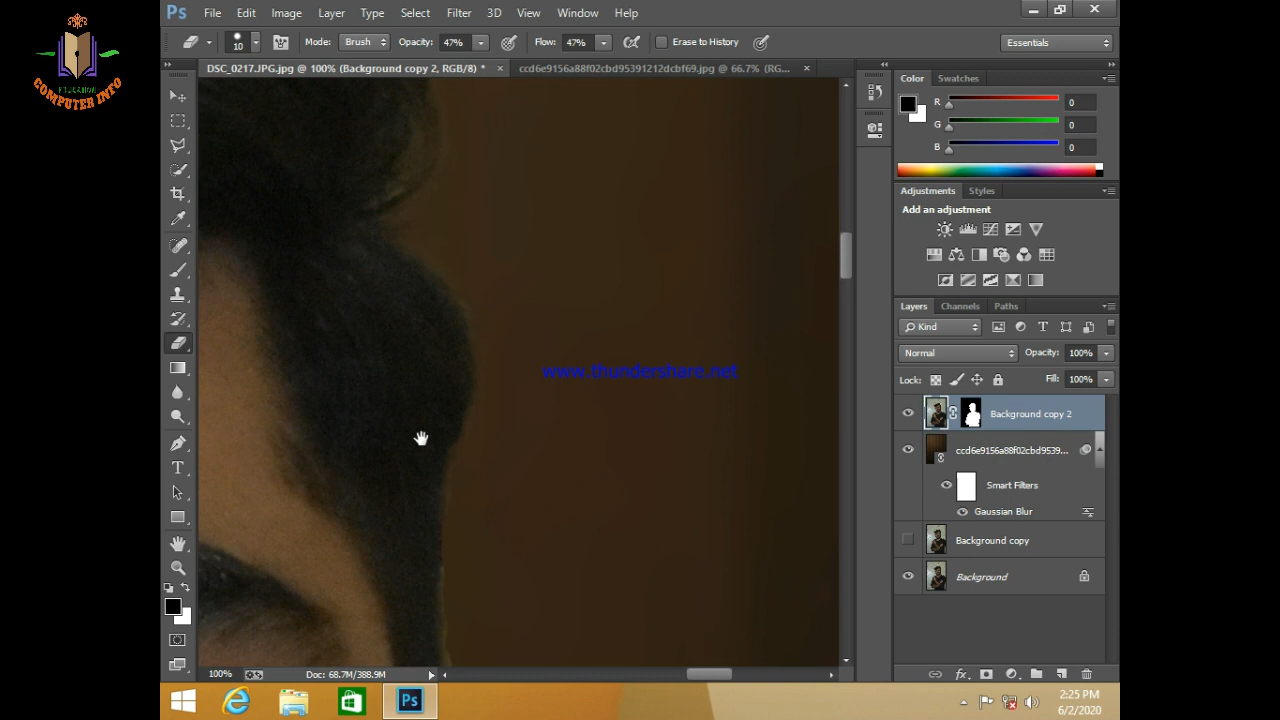 Ps File Edit Image Layer Type Select Filter 3D View Window Help
10 Mode: Brush Opacity: 47% Flow: 47% Erase to History Essentials
DSC_0217.JPG.jpg @ 100% (Background copy 2, RGB/8) * × ccd6e9156a88f02cbd95391212dcbf69.jpg @ 66.7% (RG... ×
EDUCATION
COMPUTER INFO
Color Swatches
R 0
G 0
B 0
Adjustments Styles
Add an adjustment
Layers Channels Paths
Kind
Normal Opacity: 100%
Lock: Fill: 100%
Background copy 2
ccd6e9156a88f02cbd9539...
Smart Filters
Gaussian Blur
Background copy
Background
www.thundershare.net
100% Doc: 68.7M/388.9M
Ps
2:25 PM
6/2/2020